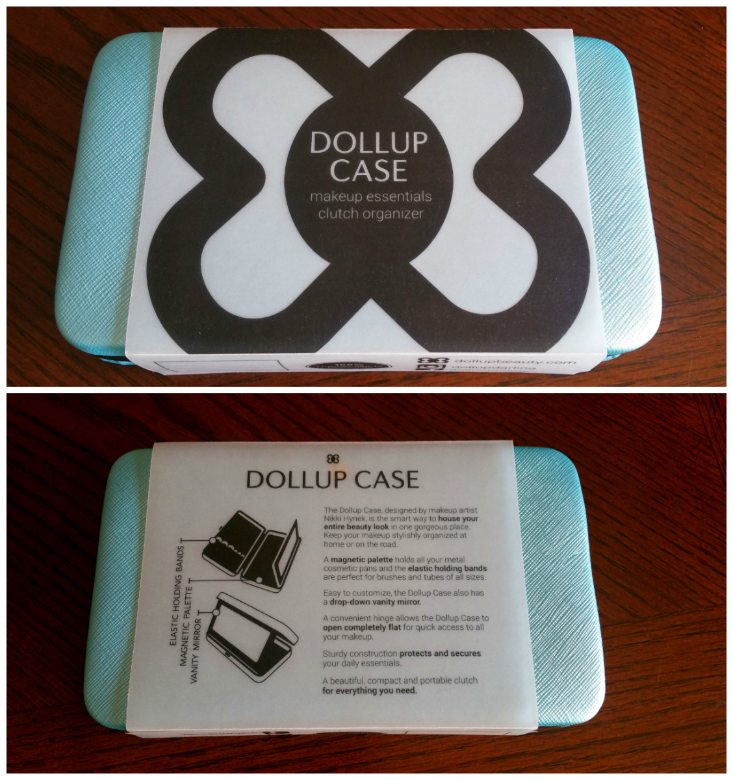 DOLLUP
CASE
makeup essentials
clutch organizer
dollupbeauty.com
DOLLUP CASE
ELASTIC HOLDING BANDS
MAGNETIC PALETTE
VANITY MIRROR
The Dollup Case, designed by makeup artist
Nikki Hynek, is the smart way to house your
entire beauty look in one gorgeous place.
Keep your makeup stylishly organized at
home or on the road.
A magnetic palette holds all your metal
cosmetic pans and the elastic holding bands
are perfect for brushes and tubes of all sizes.
Easy to customize, the Dollup Case also has
a drop-down vanity mirror.
A convenient hinge allows the Dollup Case to
open completely flat for quick access to all
your makeup.
Sturdy construction protects and secures
your daily essentials.
A beautiful, compact and portable clutch
for everything you need.